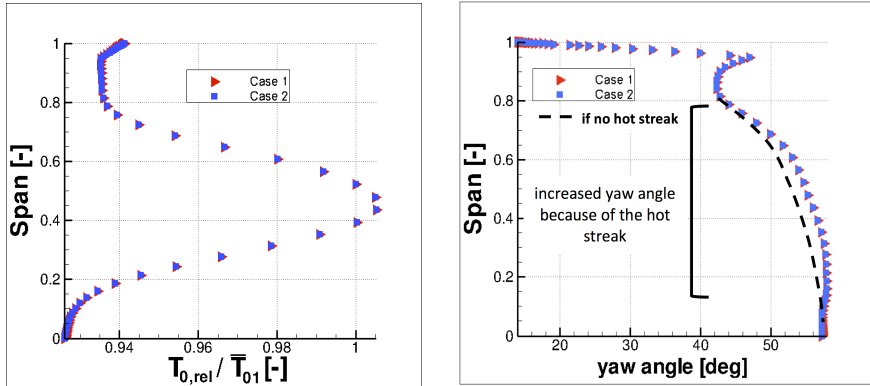 Span [-]
1
0.8
0.6
0.4
0.2
0
Case 1
Case 2
0.94
0.96
0.98
1
T0,rel / T̅01 [-]
Span [-]
1
0.8
0.6
0.4
0.2
0
Case 1
Case 2
if no hot streak
increased yaw angle
because of the hot
streak
20
30
40
50
yaw angle [deg]